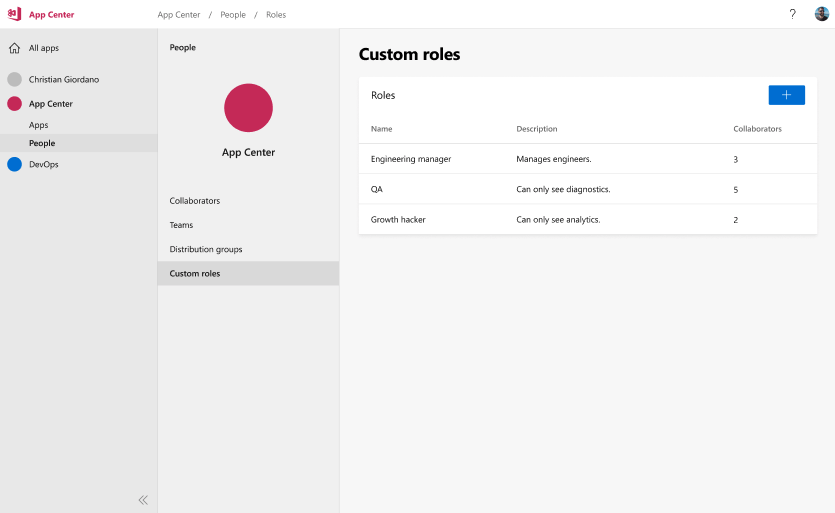 App Center
App Center / People / Roles
?
All apps
Christian Giordano
App Center
Apps
People
DevOps
People
App Center
Collaborators
Teams
Distribution groups
Custom roles
Custom roles
Roles
Name Description Collaborators
Engineering manager Manages engineers. 3
QA Can only see diagnostics. 5
Growth hacker Can only see analytics. 2